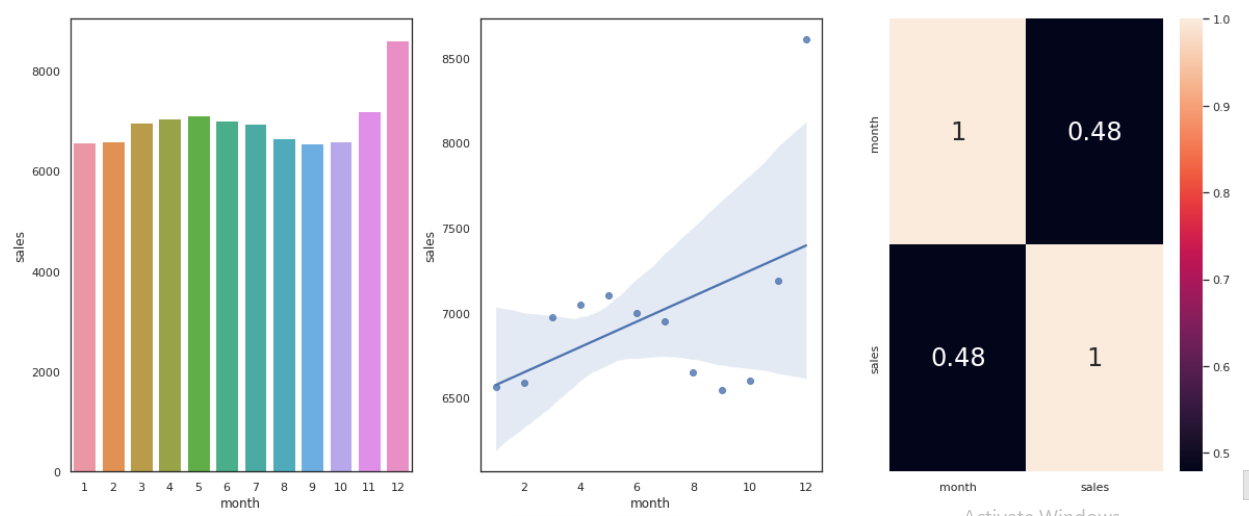 8000
6000
4000
2000
0
sales
1 2 3 4 5 6 7 8 9 10 11 12
month
8500
8000
7500
7000
6500
sales
2 4 6 8 10 12
month
month
sales
1 0.48
0.48 1
month sales
1.0
0.9
0.8
0.7
0.6
0.5
Activate Windows